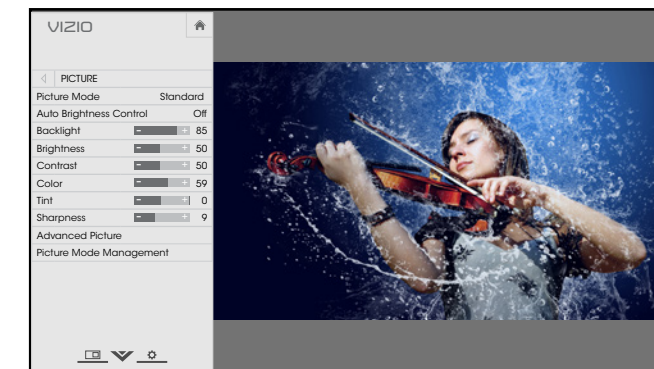 VIZIO
PICTURE
Picture Mode Standard
Auto Brightness Control Off
Backlight 85
Brightness 50
Contrast 50
Color 59
Tint 0
Sharpness 9
Advanced Picture
Picture Mode Management